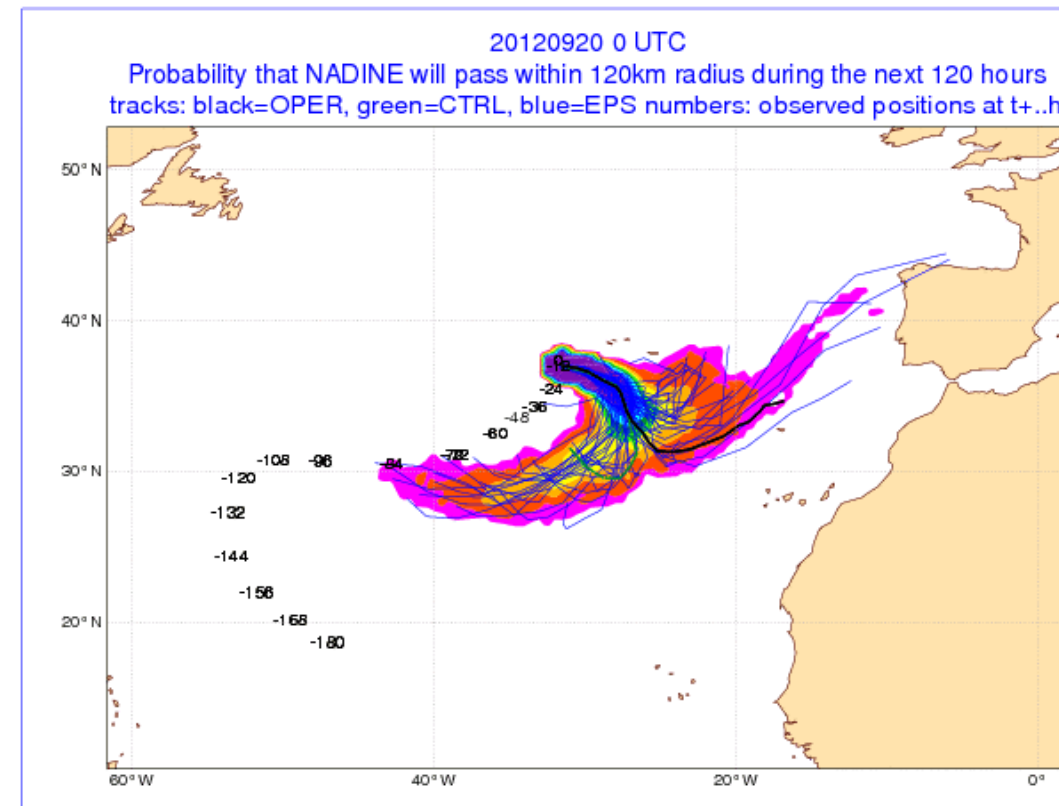 20120920 0 UTC
Probability that NADINE will pass within 120km radius during the next 120 hours
tracks: black=OPER, green=CTRL, blue=EPS numbers: observed positions at t+..h
50° N
40° N
0
-12
-24
-36
-48
-60
-72
-84
30° N
-108
-96
-120
-132
-144
-156
20° N
-168
-180
60° W
40° W
20° W
0°